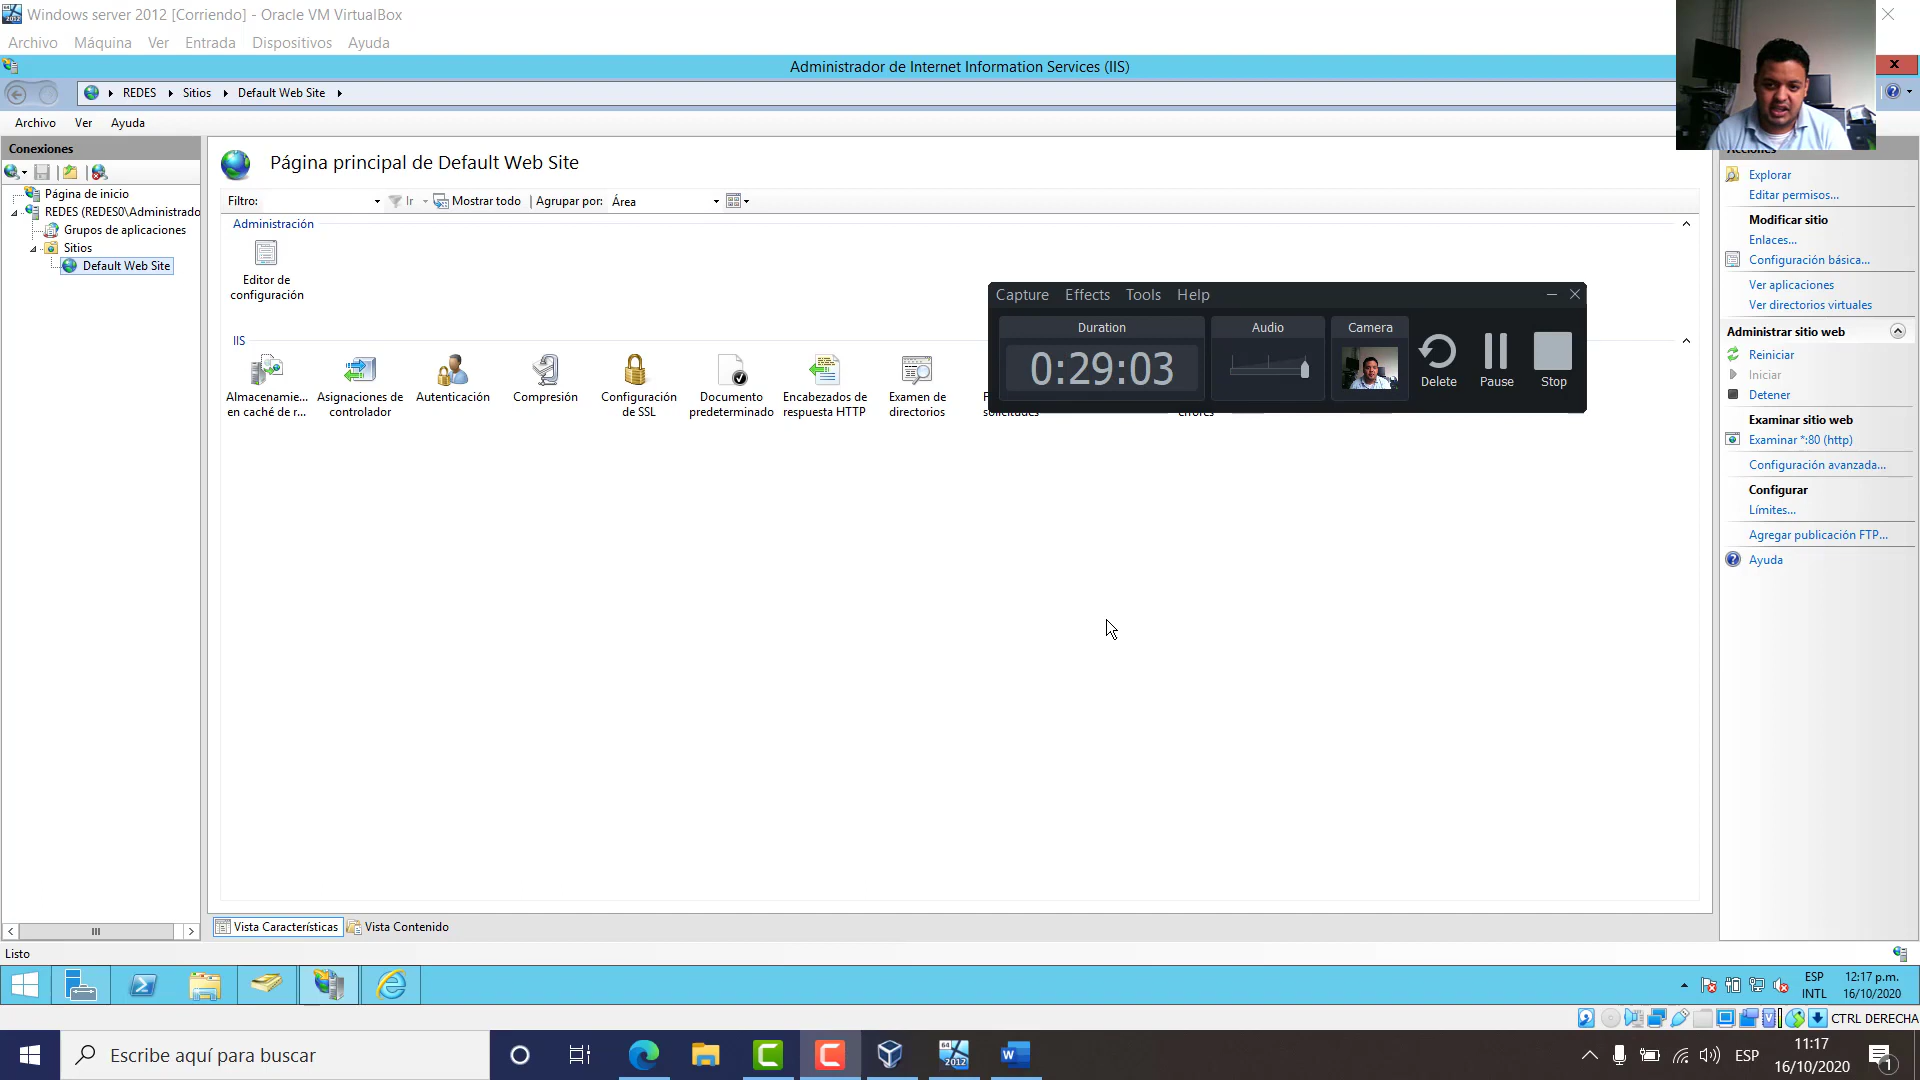 Windows server 2012 [Corriendo] - Oracle VM VirtualBox
Archivo Máquina Ver Entrada Dispositivos Ayuda
Administrador de Internet Information Services (IIS)
REDES Sitios Default Web Site
Archivo Ver Ayuda
Conexiones
Página de inicio
REDES (REDES0\Administrado
Grupos de aplicaciones
Sitios
Default Web Site
Página principal de Default Web Site
Filtro: Ir Mostrar todo Agrupar por: Área
Administración
Editor de
configuración
IIS
Almacenamie...
en caché de r...
Asignaciones de
controlador
Autenticación
Compresión
Configuración
de SSL
Documento
predeterminado
Encabezados de
respuesta HTTP
Examen de
directorios
Capture Effects Tools Help
Duration
0:29:03
Audio
Camera
Delete
Pause
Stop
Explorar
Editar permisos...
Modificar sitio
Enlaces...
Configuración básica...
Ver aplicaciones
Ver directorios virtuales
Administrar sitio web
Reiniciar
Iniciar
Detener
Examinar sitio web
Examinar *:80 (http)
Configuración avanzada...
Configurar
Límites...
Agregar publicación FTP...
Ayuda
Vista Características Vista Contenido
Listo
ESP
INTL
12:17 p.m.
16/10/2020
CTRL DERECHA
Escribe aquí para buscar
64
2012
ESP
11:17
16/10/2020
1